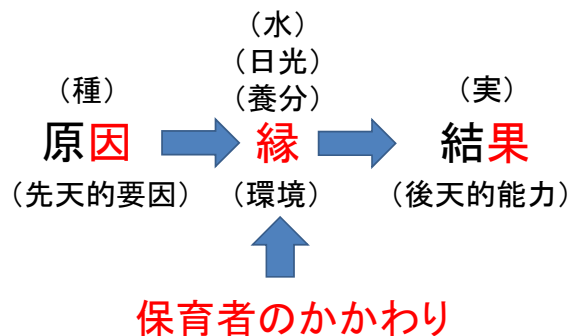 （水）
（日光）
（種）
（養分）
（実）
原因
縁
結果
（先天的要因）
（環境）
（後天的能力）
保育者のかかわり